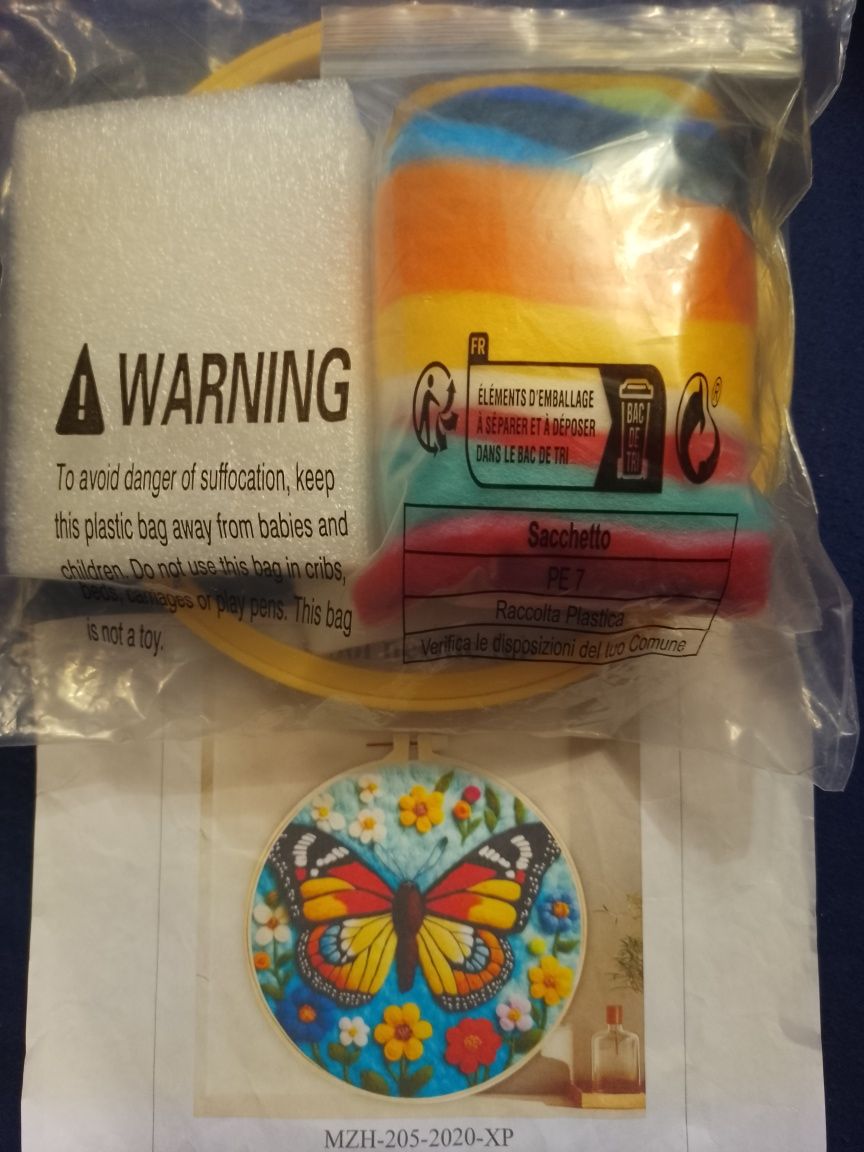 WARNING
To avoid danger of suffocation, keep
this plastic bag away from babies and
children. Do not use this bag in cribs,
beds, carriages or play pens. This bag
is not a toy.
FR
ÉLÉMENTS D'EMBALLAGE
À SÉPARER ET À DÉPOSER
DANS LE BAC DE TRI
BAC
DE
TRI
Sacchetto
PE 7
Raccolta Plastica
Verifica le disposizioni del tuo Comune
MZH-205-2020-XP